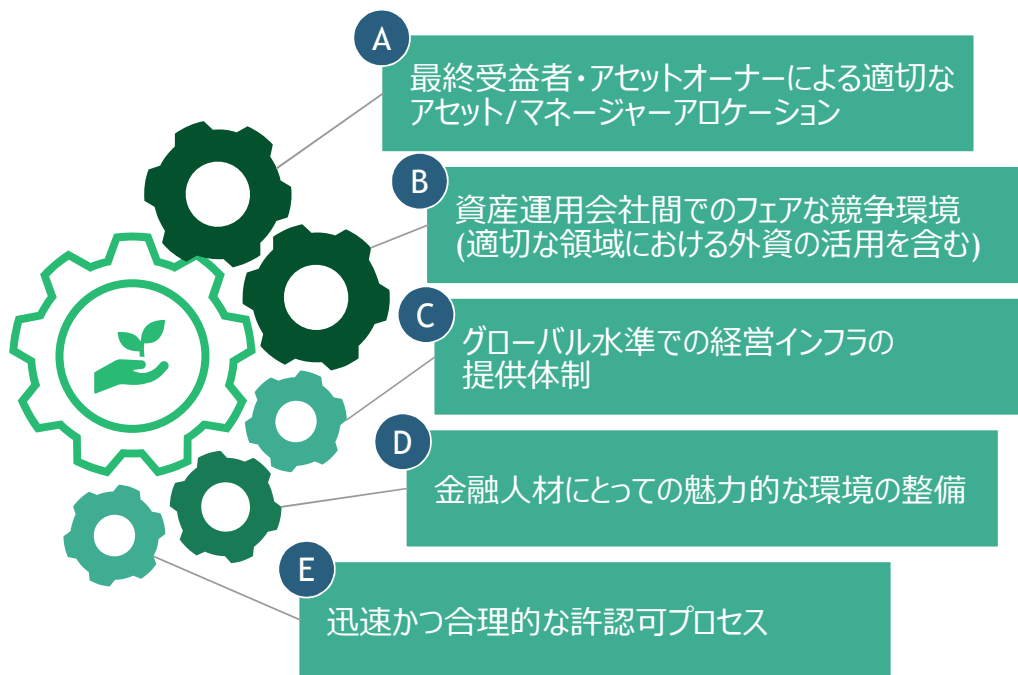 A
最終受益者・アセットオーナーによる適切な
アセット/マネージャーアロケーション
B
資産運用会社間でのフェアな競争環境
(適切な領域における外資の活用を含む)
C
グローバル水準での経営インフラの
提供体制
D
金融人材にとっての魅力的な環境の整備
E
迅速かつ合理的な許認可プロセス